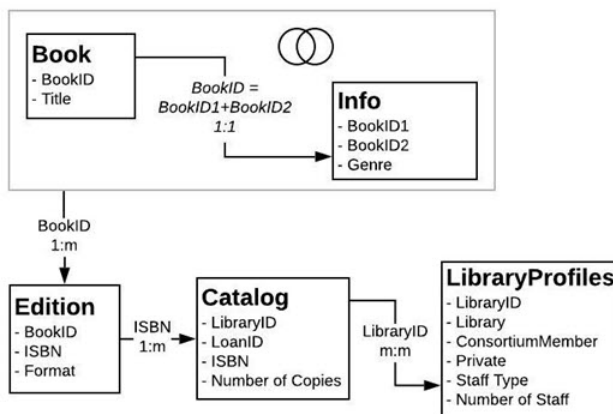 Book
- BookID
- Title
BookID =
BookID1+BookID2
1:1
Info
- BookID1
- BookID2
- Genre
BookID
1:m
Edition
- BookID
- ISBN
- Format
ISBN
1:m
Catalog
- LibraryID
- LoanID
- ISBN
- Number of Copies
LibraryID
m:m
LibraryProfiles
- LibraryID
- Library
- ConsortiumMember
- Private
- Staff Type
- Number of Staff